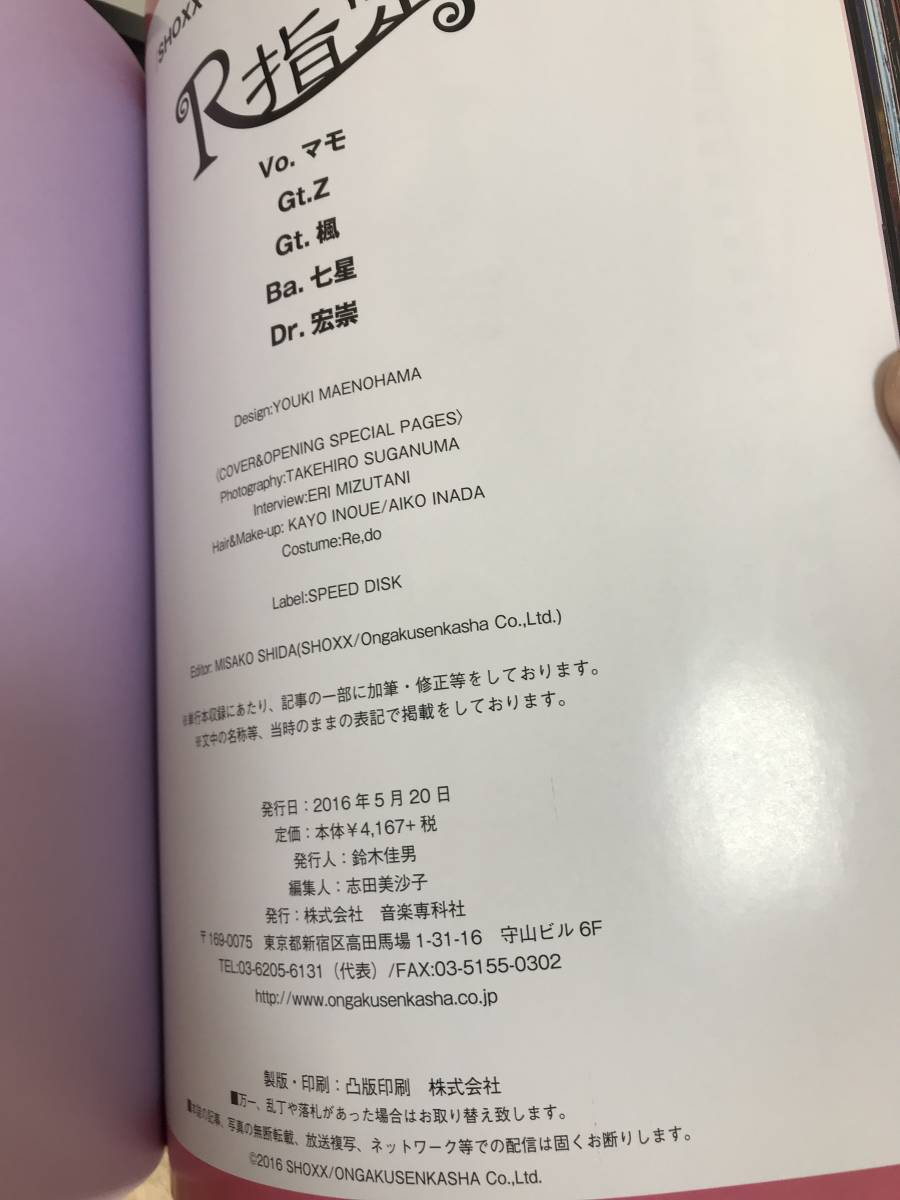 SHOXX
R指定
Vo. マモ
Gt.Z
Gt. 楓
Ba. 七星
Dr. 宏崇
Design:YOUKI MAENOHAMA
〈COVER&OPENING SPECIAL PAGES〉
Photography:TAKEHIRO SUGANUMA
Interview:ERI MIZUTANI
Hair&Make-up: KAYO INOUE/AIKO INADA
Costume:Re,do
Label:SPEED DISK
Editor: MISAKO SHIDA(SHOXX/Ongakusenkasha Co.,Ltd.)
※単行本収録にあたり、記事の一部に加筆・修正等をしております。
※文中の名称等、当時のままの表記で掲載をしております。
発行日：2016 年 5 月 20 日
定価：本体￥4,167+ 税
発行人：鈴木佳男
編集人：志田美沙子
発行：株式会社　音楽専科社
〒169-0075　東京都新宿区高田馬場 1-31-16　守山ビル 6F
TEL:03-6205-6131（代表）/FAX:03-5155-0302
http://www.ongakusenkasha.co.jp
製版・印刷：凸版印刷　株式会社
■万一、乱丁や落札があった場合はお取り替え致します。
■本誌の記事、写真の無断転載、放送複写、ネットワーク等での配信は固くお断りします。
©2016 SHOXX/ONGAKUSENKASHA Co.,Ltd.